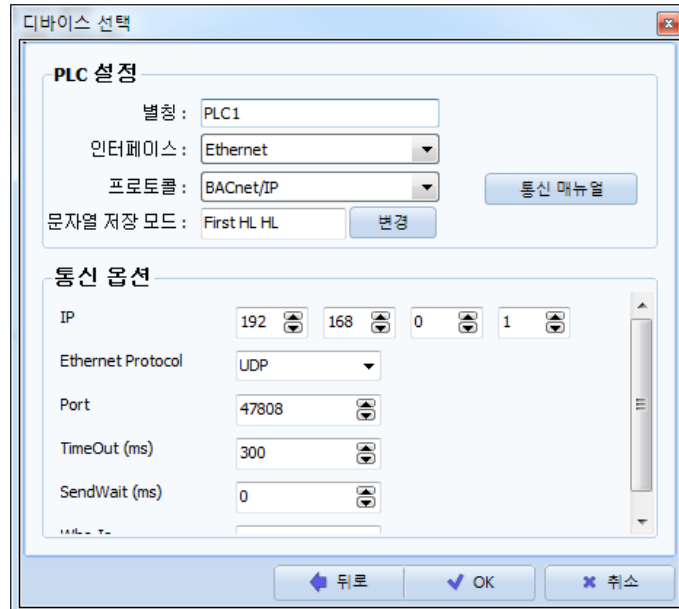 디바이스 선택
PLC 설정
별칭 : PLC1
인터페이스 : Ethernet
프로토콜 : BACnet/IP 통신 매뉴얼
문자열 저장 모드 : First HL HL 변경
통신 옵션
IP 192 168 0 1
Ethernet Protocol UDP
Port 47808
TimeOut (ms) 300
SendWait (ms) 0
뒤로 OK 취소